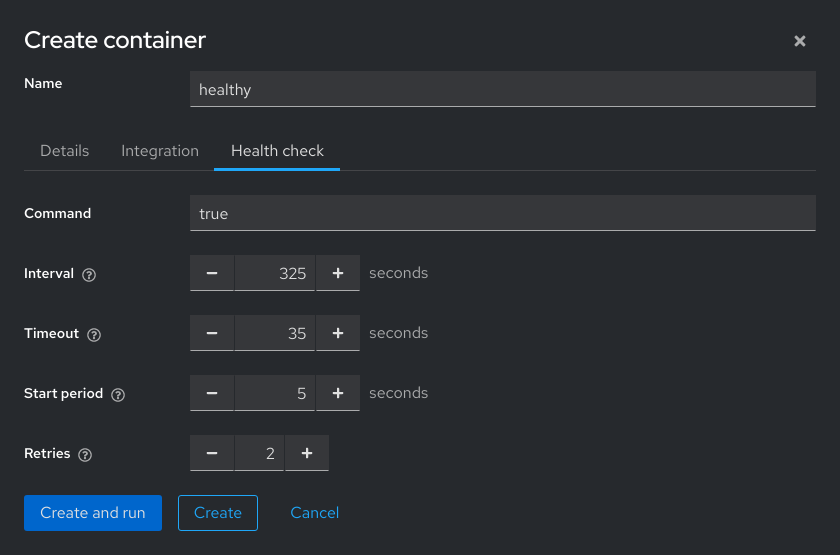 Create container
Name
healthy
Details Integration Health check
Command
true
Interval
325 seconds
Timeout
35 seconds
Start period
5 seconds
Retries
2
Create and run Create Cancel